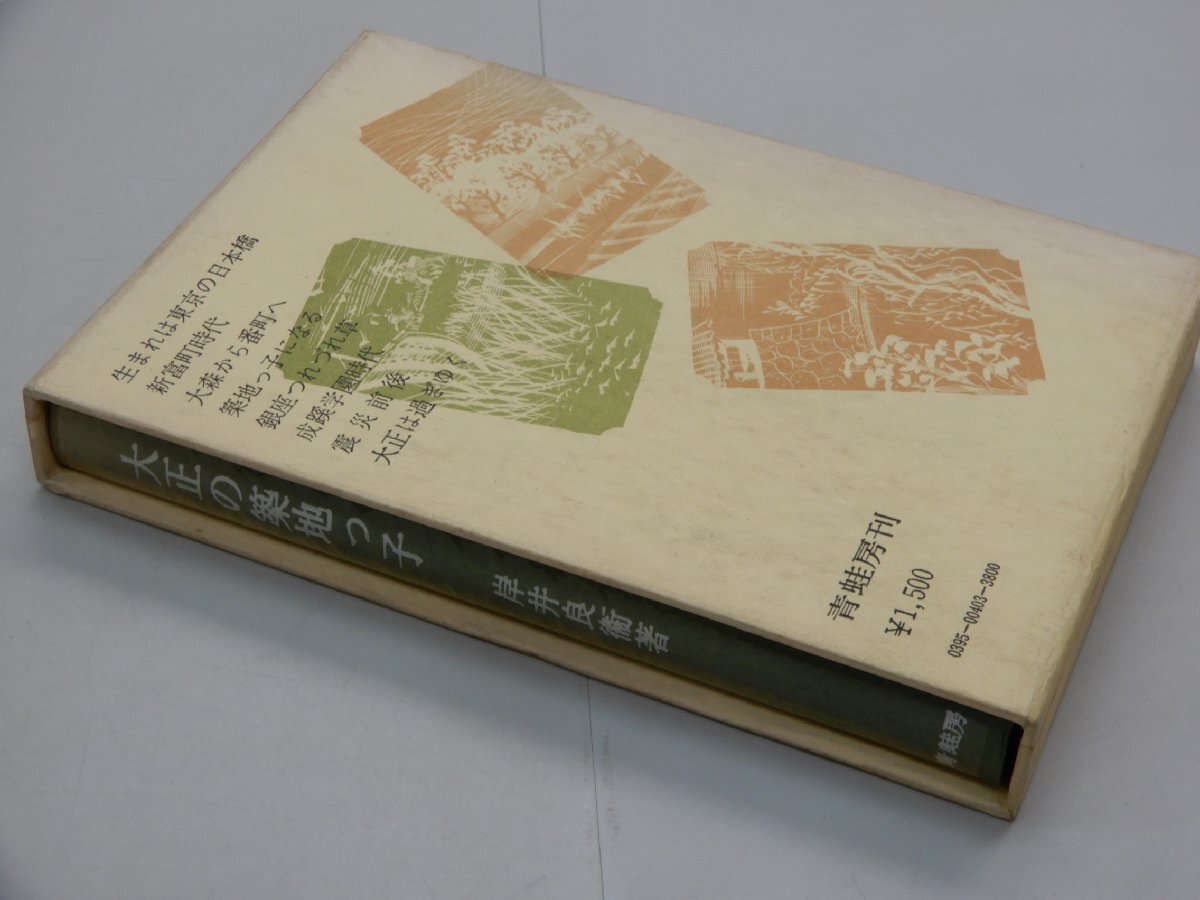 生まれは東京の日本橋
新富町時代
大森から番町へ
築地っ子になる
銀座つれづれ草
成蹊学園時代
震災前後
大正は過ぎゆく
青蛙房刊
¥1,500
0395-00403-3800
大正の築地っ子
岸井良衞著
青蛙房